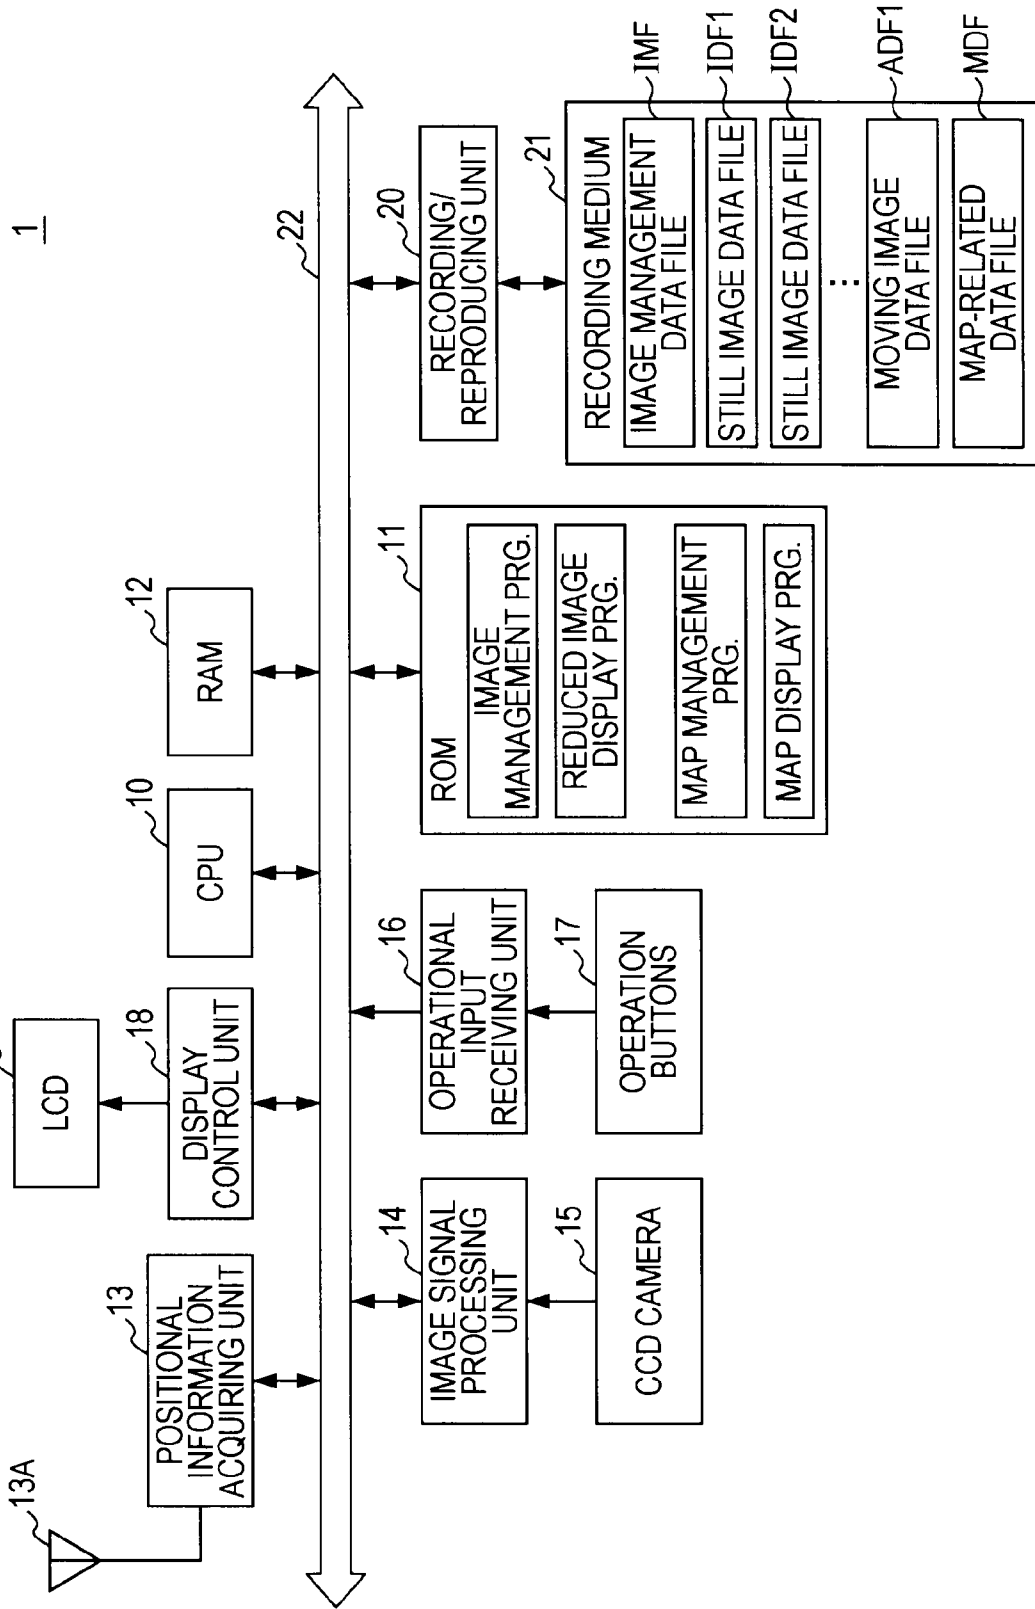 1
13A
13
POSITIONAL
INFORMATION
ACQUIRING UNIT
LCD
18
DISPLAY
CONTROL UNIT
10
CPU
12
RAM
22
14
IMAGE SIGNAL
PROCESSING
UNIT
15
CCD CAMERA
16
OPERATIONAL
INPUT
RECEIVING UNIT
17
OPERATION
BUTTONS
11
ROM
IMAGE
MANAGEMENT PRG.
REDUCED IMAGE
DISPLAY PRG.
MAP MANAGEMENT
PRG.
MAP DISPLAY PRG.
20
RECORDING/
REPRODUCING UNIT
21
RECORDING MEDIUM
IMAGE MANAGEMENT
DATA FILE
IMF
STILL IMAGE DATA FILE
IDF1
STILL IMAGE DATA FILE
IDF2
MOVING IMAGE
DATA FILE
ADF1
MAP-RELATED
DATA FILE
MDF